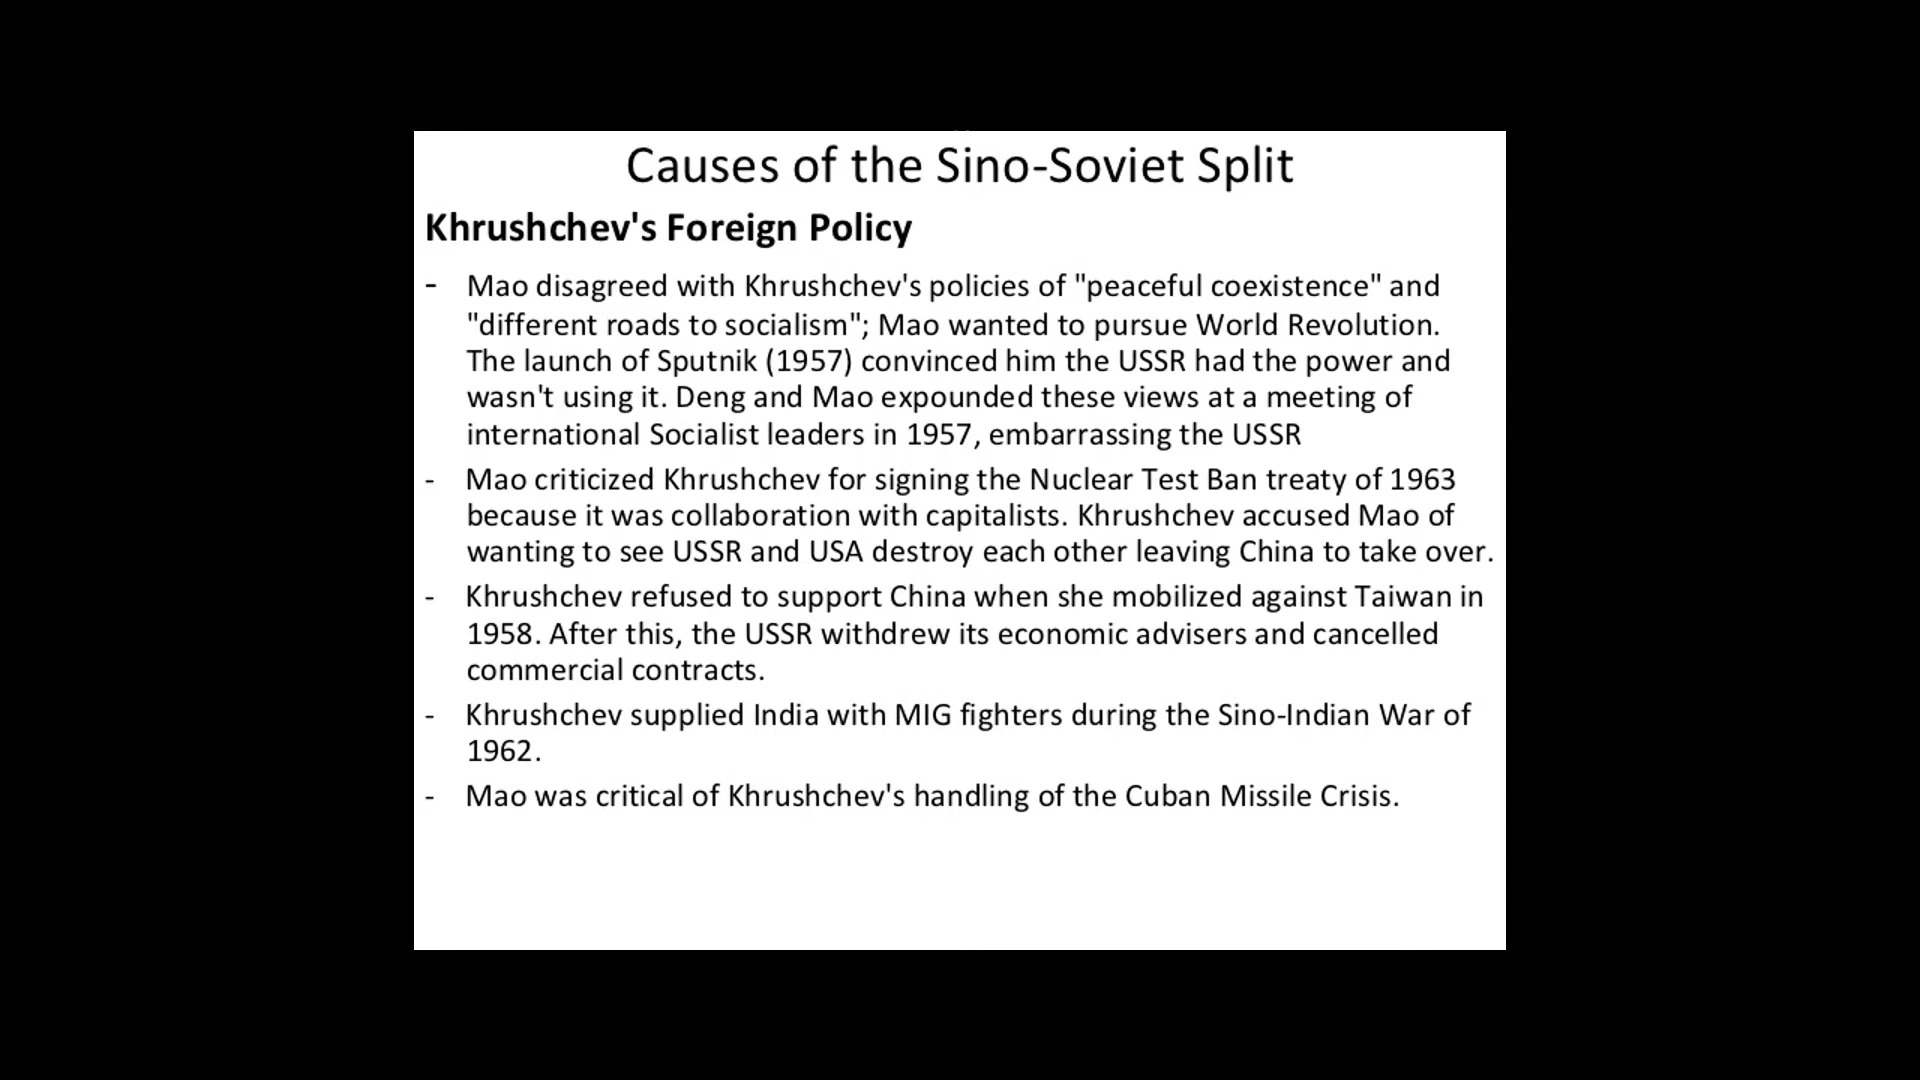 Causes of the Sino-Soviet Split
Khrushchev's Foreign Policy
- Mao disagreed with Khrushchev's policies of "peaceful coexistence" and
"different roads to socialism"; Mao wanted to pursue World Revolution.
The launch of Sputnik (1957) convinced him the USSR had the power and
wasn't using it. Deng and Mao expounded these views at a meeting of
international Socialist leaders in 1957, embarrassing the USSR
- Mao criticized Khrushchev for signing the Nuclear Test Ban treaty of 1963
because it was collaboration with capitalists. Khrushchev accused Mao of
wanting to see USSR and USA destroy each other leaving China to take over.
- Khrushchev refused to support China when she mobilized against Taiwan in
1958. After this, the USSR withdrew its economic advisers and cancelled
commercial contracts.
- Khrushchev supplied India with MIG fighters during the Sino-Indian War of
1962.
- Mao was critical of Khrushchev's handling of the Cuban Missile Crisis.